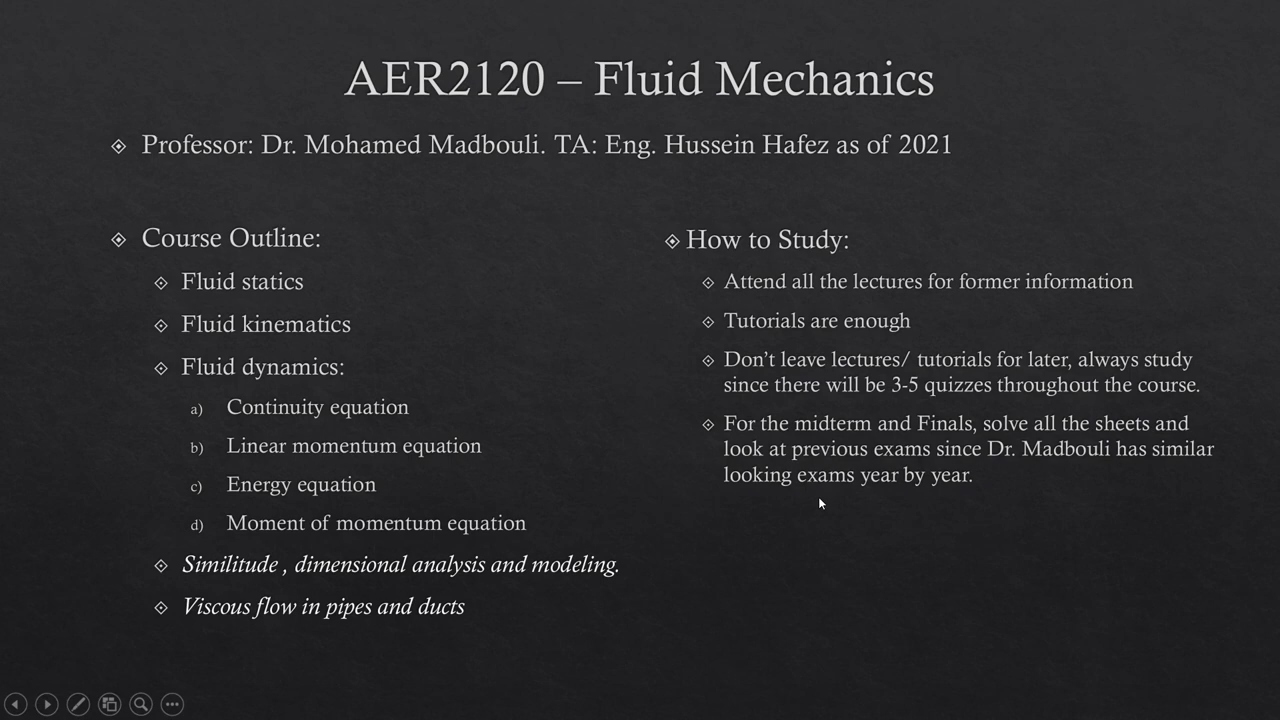 AER2120 – Fluid Mechanics
Professor: Dr. Mohamed Madbouli. TA: Eng. Hussein Hafez as of 2021
Course Outline:
Fluid statics
Fluid kinematics
Fluid dynamics:
a) Continuity equation
b) Linear momentum equation
c) Energy equation
d) Moment of momentum equation
Similitude , dimensional analysis and modeling.
Viscous flow in pipes and ducts
How to Study:
Attend all the lectures for former information
Tutorials are enough
Don’t leave lectures/ tutorials for later, always study
since there will be 3-5 quizzes throughout the course.
For the midterm and Finals, solve all the sheets and
look at previous exams since Dr. Madbouli has similar
looking exams year by year.